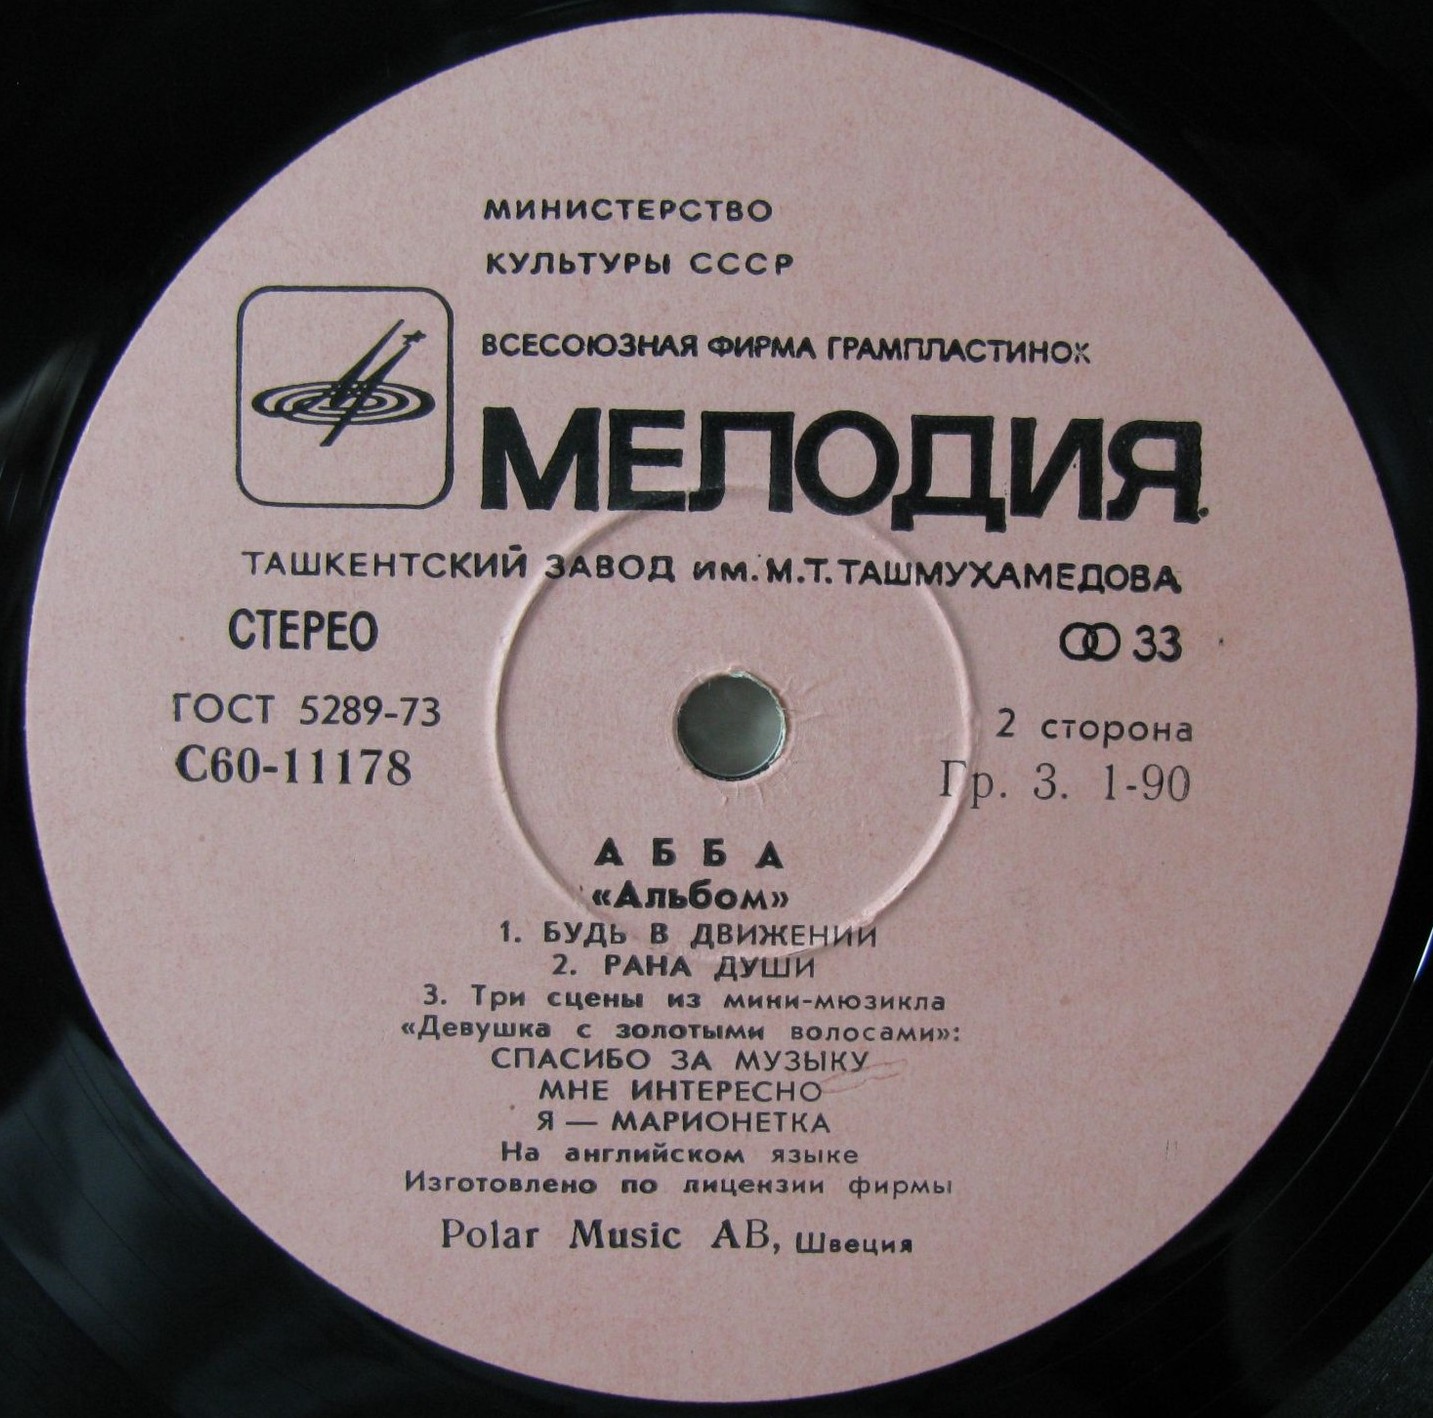 МИНИСТЕРСТВО
КУЛЬТУРЫ СССР
ВСЕСОЮЗНАЯ ФИРМА ГРАМПЛАСТИНОК
МЕЛОДИЯ
ТАШКЕНТСКИЙ ЗАВОД им. М.Т. ТАШМУХАМЕДОВА
СТЕРЕО
33
ГОСТ 5289-73
2 сторона
С60-11178
Гр. 3. 1-90
АББА
«Альбом»
1. БУДЬ В ДВИЖЕНИИ
2. РАНА ДУШИ
3. Три сцены из мини-мюзикла
«Девушка с золотыми волосами»:
СПАСИБО ЗА МУЗЫКУ
МНЕ ИНТЕРЕСНО
Я — МАРИОНЕТКА
На английском языке
Изготовлено по лицензии фирмы
Polar Music AB, Швеция